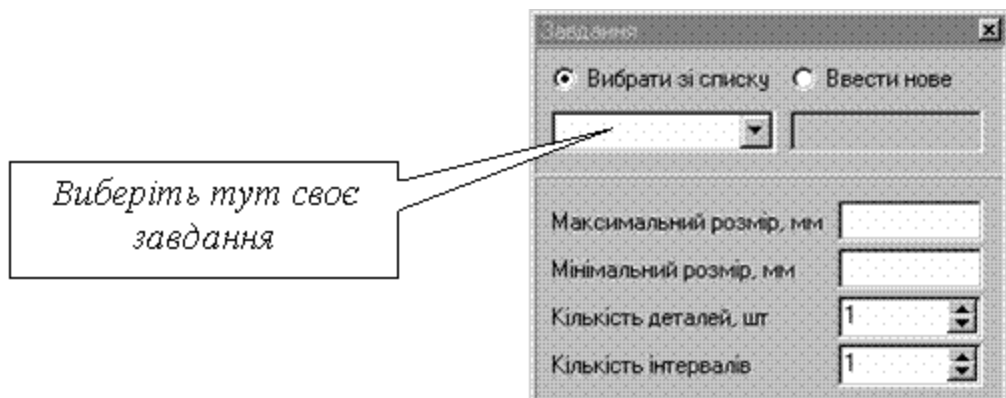 Завдання
Вибрати зі списку Ввести нове
Виберіть тут своє
завдання
Максимальний розмір, мм
Мінімальний розмір, мм
Кількість деталей, шт 1
Кількість інтервалів 1